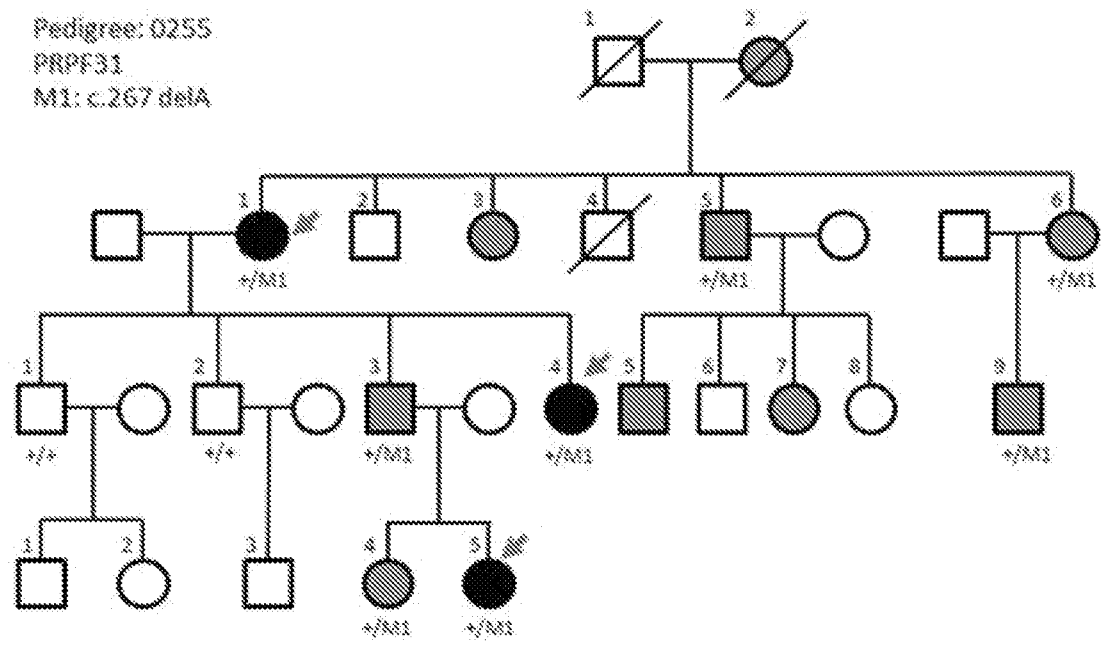 Pedigree: 0255
PRPF31
M1: c.267 delA
1 2
1 2 3 4 5 6
+/M1 +/M1 +/M1
1 2 3 4 5 6 7 8 9
+/+ +/+ +/M1 +/M1 +/M1
1 2 3 4 5
+/M1 +/M1